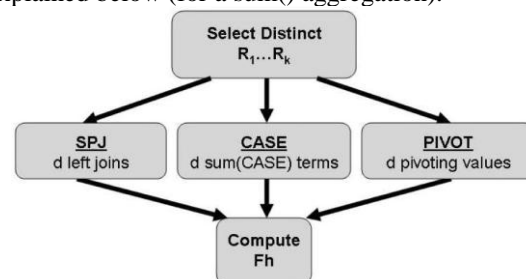 explained below (for a sum() aggregation):
Select Distinct
R1…Rk
SPJ
d left joins
CASE
d sum(CASE) terms
PIVOT
d pivoting values
Compute
Fh